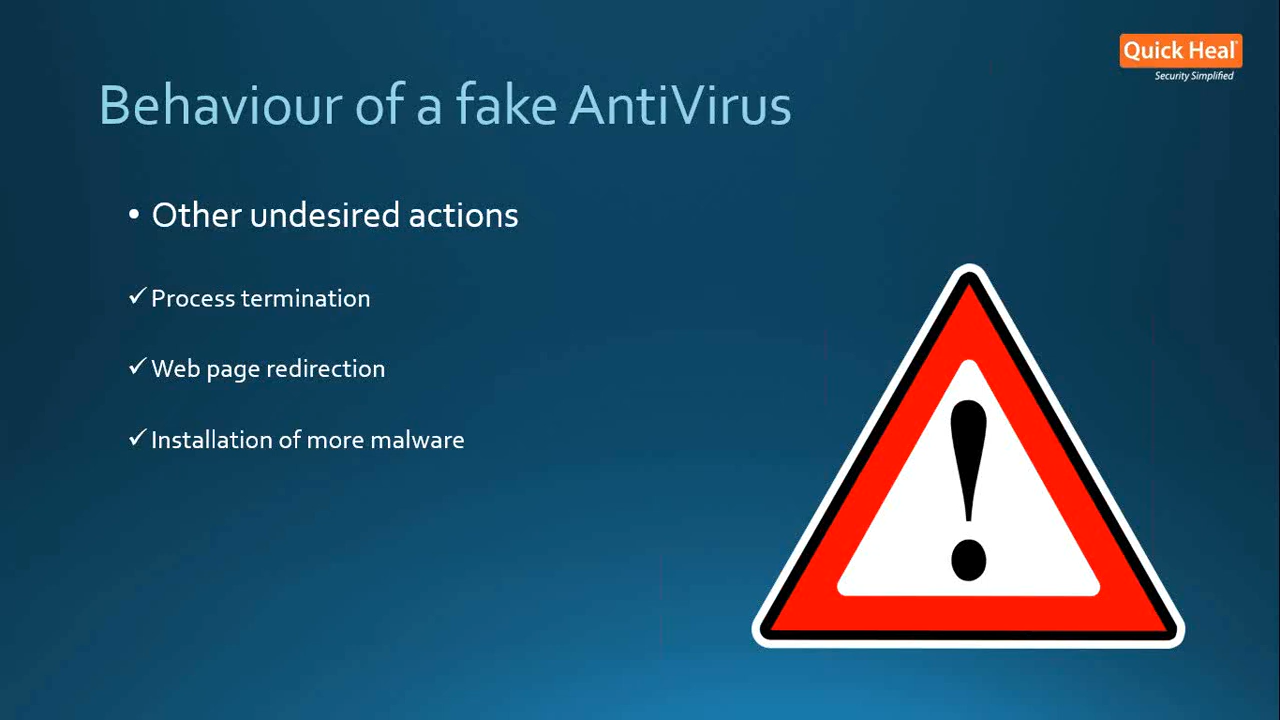 Quick Heal
Security Simplified
Behaviour of a fake AntiVirus
• Other undesired actions
✓ Process termination
✓ Web page redirection
✓ Installation of more malware
!